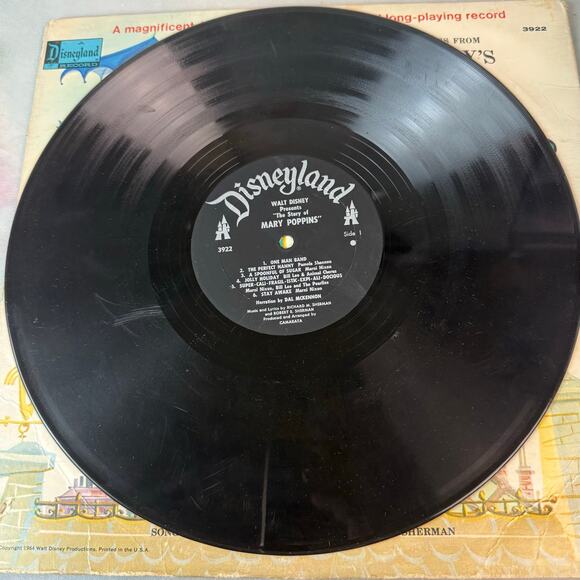 A magnificent
long-playing record
Disneyland
RECORD
FROM
3922
Y'S
Disneyland
WALT DISNEY
Presents
"The Story of
MARY POPPINS"
3922
Side 1
1. ONE MAN BAND
2. THE PERFECT NANNY Pamela Shannon
3. A SPOONFUL OF SUGAR Marni Nixon
4. JOLLY HOLIDAY Bill Lee & Animal Chorus
5. SUPER-CALI-FRAGIL-ISTIC-EXPI-ALI-DOCIOUS
Marni Nixon, Bill Lee and The Pearlies
6. STAY AWAKE Marni Nixon
Narration by DAL MCKENNON
Music and Lyrics by RICHARD M. SHERMAN
and ROBERT B. SHERMAN
Produced and Arranged by
CAMARATA
SONG
SHERMAN
Copyright 1964 Walt Disney Productions. Printed in U.S.A.